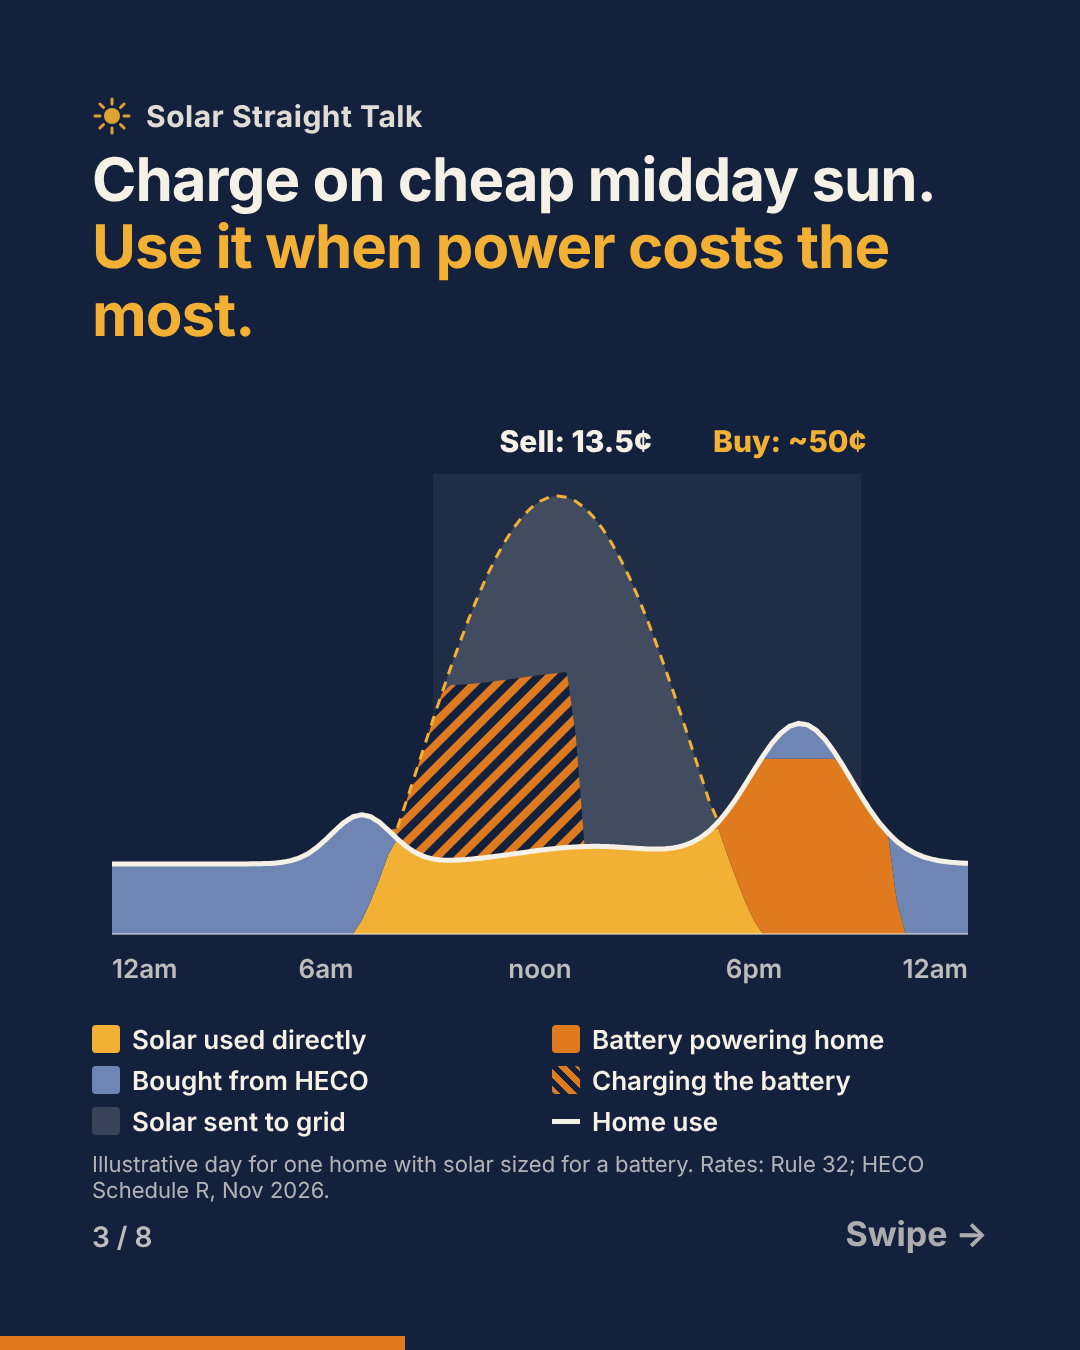 Solar Straight Talk
Charge on cheap midday sun.
Use it when power costs the
most.
Sell: 13.5¢ Buy: ~50¢
12am 6am noon 6pm 12am
Solar used directly
Battery powering home
Bought from HECO
Charging the battery
Solar sent to grid
Home use
Illustrative day for one home with solar sized for a battery. Rates: Rule 32; HECO
Schedule R, Nov 2026.
3 / 8
Swipe →